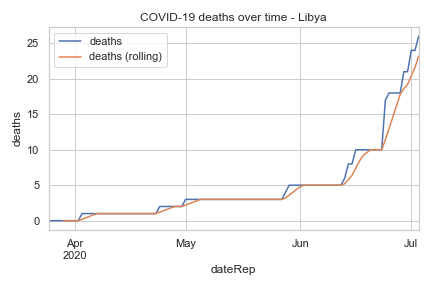 COVID-19 deaths over time - Libya
deaths
deaths (rolling)
25
20
15
10
5
0
deaths
Apr
2020
May
Jun
Jul
dateRep